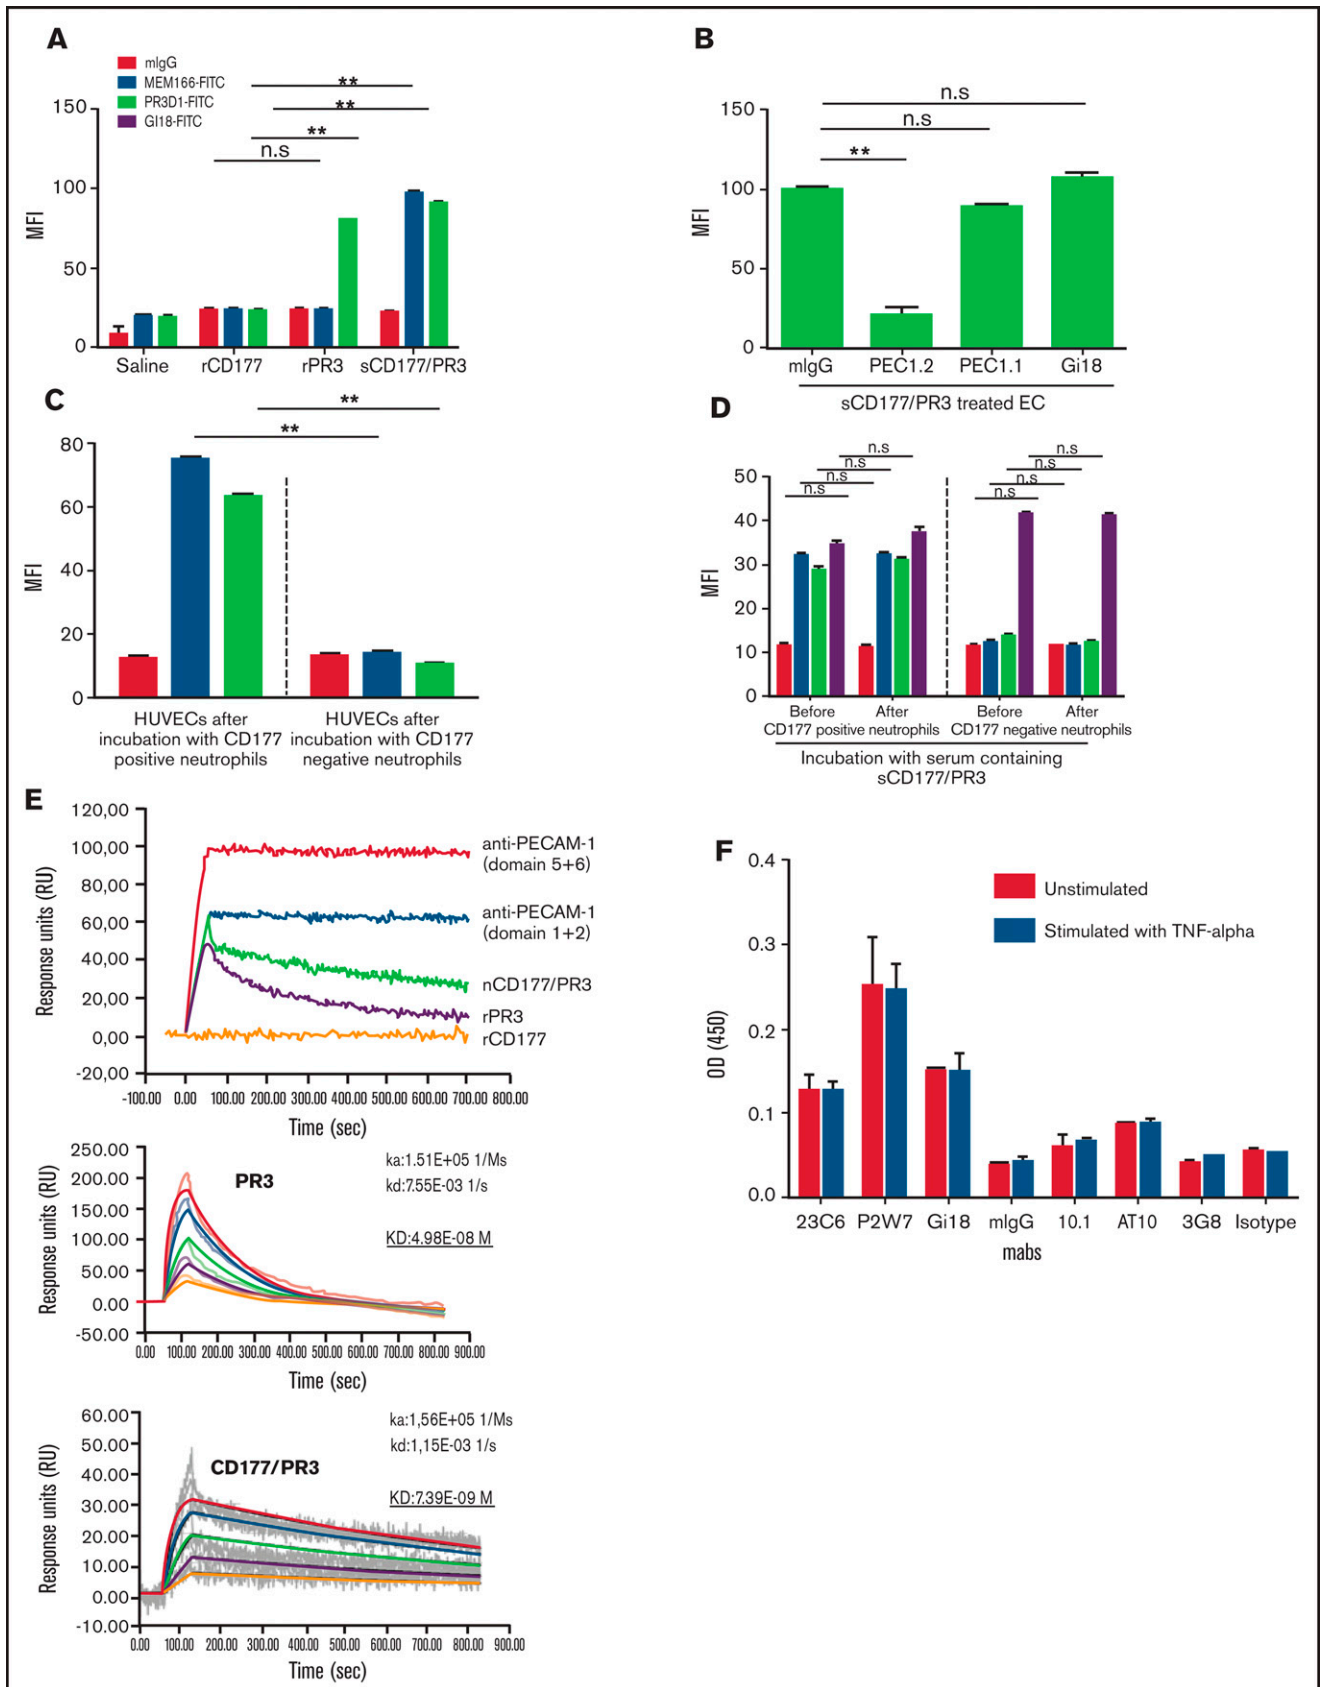 A
mIgG
MEM166-FITC
PR3D1-FITC
GI18-FITC
**
**
**
n.s
150
100
50
0
MFI
Saline rCD177 rPR3 sCD177/PR3
B
n.s
n.s
**
150
100
50
0
MFI
mIgG PEC1.2 PEC1.1 Gi18
sCD177/PR3 treated EC
C
**
**
80
60
40
20
0
MFI
HUVECs after
incubation with CD177
positive neutrophils
HUVECs after
incubation with CD177
negative neutrophils
D
n.s
n.s
n.s
n.s
n.s
n.s
n.s
n.s
50
40
30
20
10
0
MFI
Before After
CD177 positive neutrophils
Before After
CD177 negative neutrophils
Incubation with serum containing
sCD177/PR3
E
120,00
100,00
80,00
60,00
40,00
20,00
0,00
-20,00
Response units (RU)
anti-PECAM-1
(domain 5+6)
anti-PECAM-1
(domain 1+2)
nCD177/PR3
rPR3
rCD177
-100.00 0.00 100.00 200.00 300.00 400.00 500.00 600.00 700.00 800.00
Time (sec)
250.00
200.00
150.00
100.00
50.00
0.00
-50.00
Response units (RU)
PR3
ka:1.51E+05 1/Ms
kd:7.55E-03 1/s
KD:4.98E-08 M
0.00 100.00 200.00 300.00 400.00 500.00 600.00 700.00 800.00 900.00
Time (sec)
60.00
50.00
40.00
30.00
20.00
10.00
0.00
-10.00
Response units (RU)
CD177/PR3
ka:1,56E+05 1/Ms
kd:1,15E-03 1/s
KD:7.39E-09 M
0.00 100.00 200.00 300.00 400.00 500.00 600.00 700.00 800.00 900.00
Time (sec)
F
0.4
0.3
0.2
0.1
0.0
OD (450)
Unstimulated
Stimulated with TNF-alpha
23C6 P2W7 Gi18 mIgG 10.1 AT10 3G8 Isotype
mabs